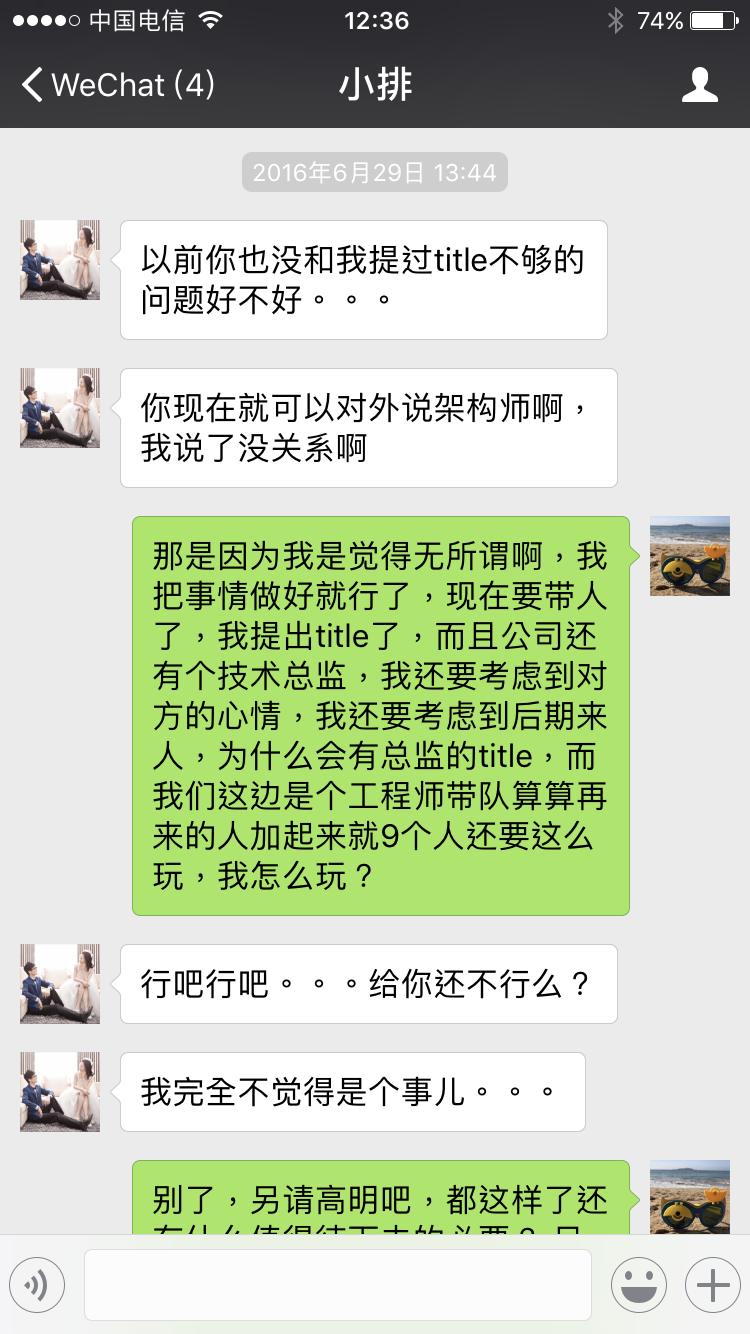 中国电信 12:36 74%
WeChat (4) 小排
2016年6月29日 13:44
以前你也没和我提过title不够的
问题好不好。。。
你现在就可以对外说架构师啊，
我说了没关系啊
那是因为我是觉得无所谓啊，我
把事情做好就行了，现在要带人
了，我提出title了，而且公司还
有个技术总监，我还要考虑到对
方的心情，我还要考虑到后期来
人，为什么会有总监的title，而
我们这边是个工程师带队算算再
来的人加起来就9个人还要这么
玩，我怎么玩？
行吧行吧。。。给你还不行么？
我完全不觉得是个事儿。。。
别了，另请高明吧，都这样了还